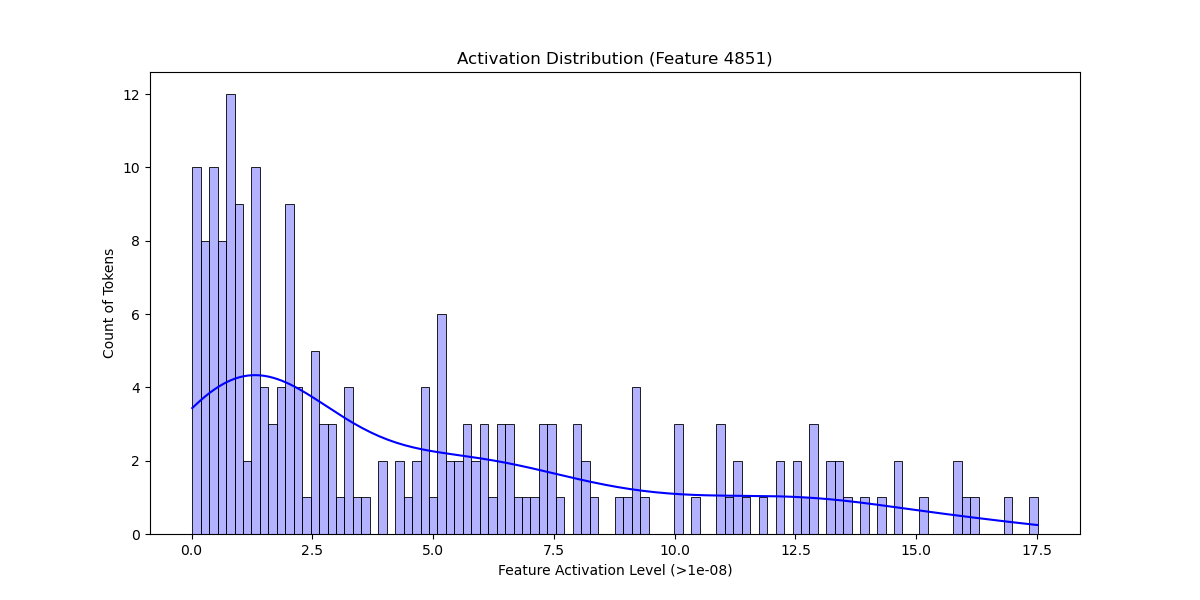 Activation Distribution (Feature 4851)
12
10
8
6
4
2
0
Count of Tokens
0.0 2.5 5.0 7.5 10.0 12.5 15.0 17.5
Feature Activation Level (>1e-08)